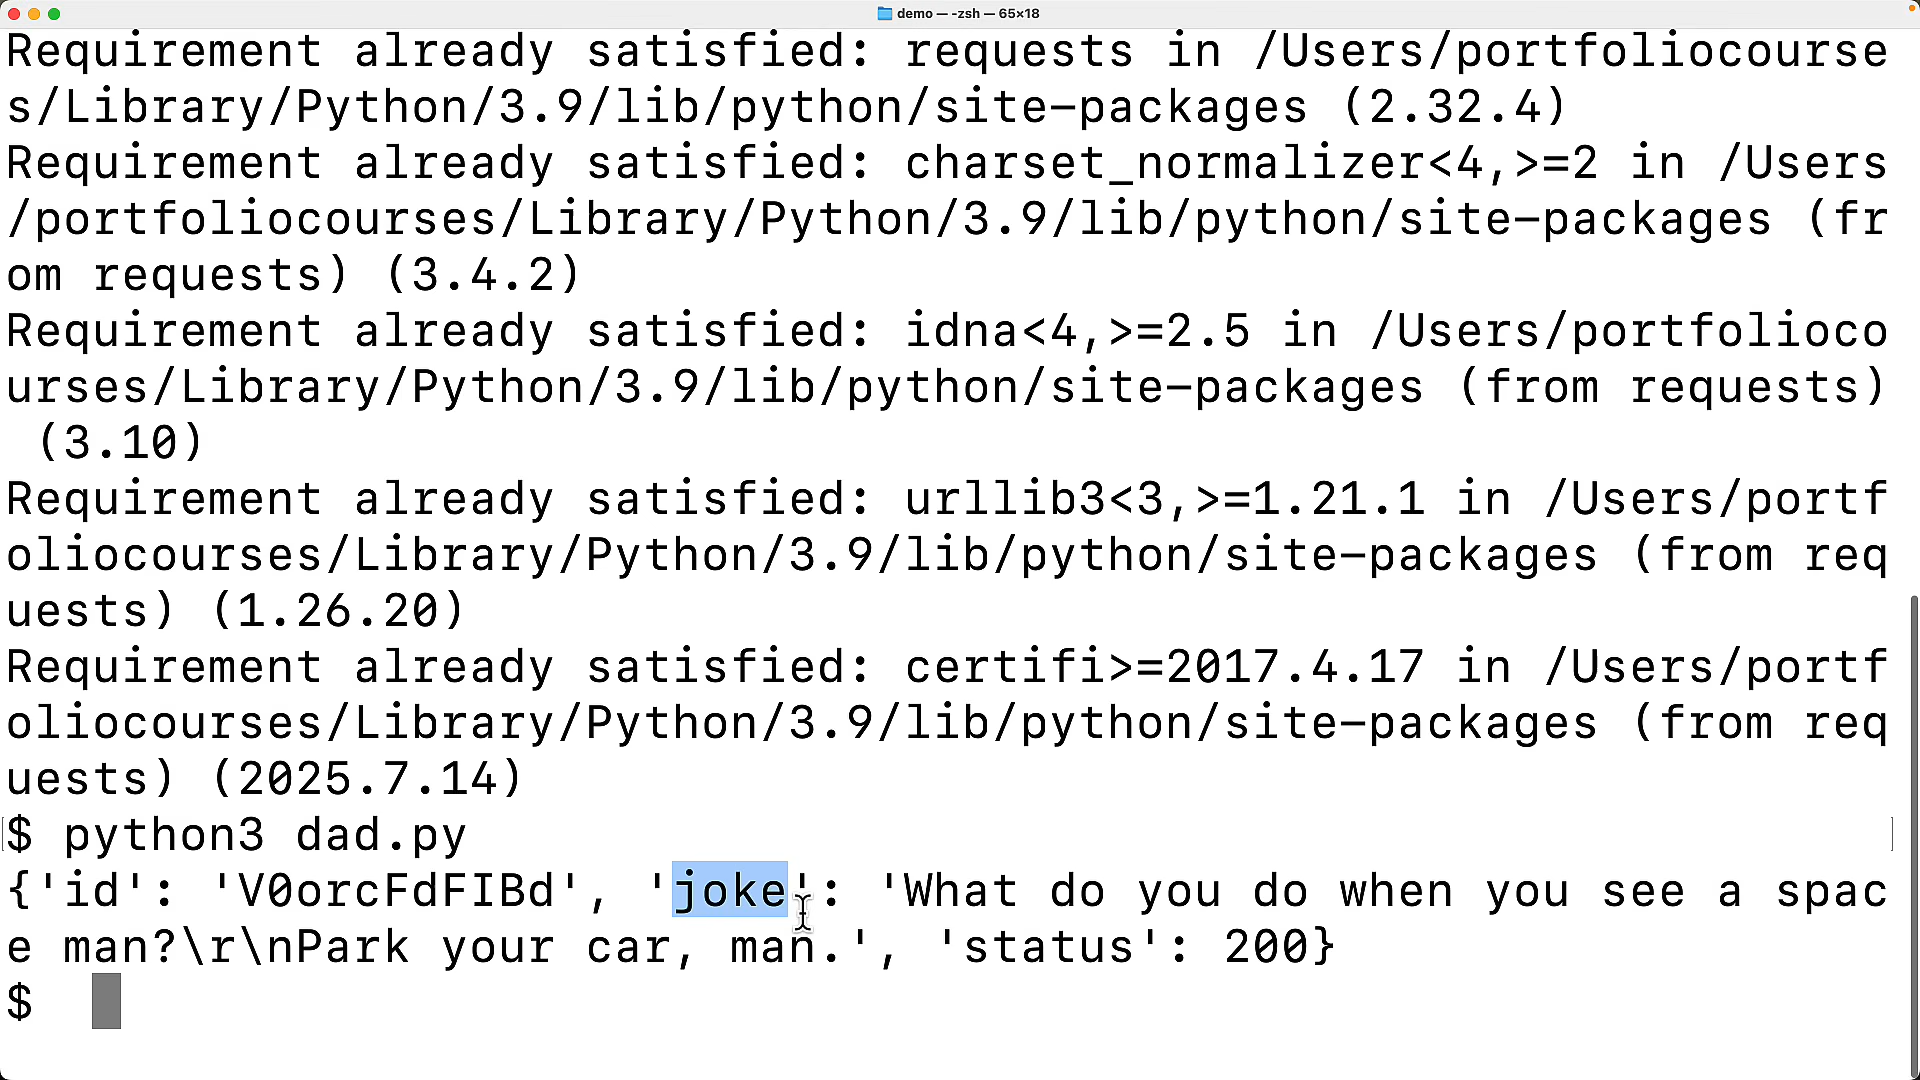 demo — -zsh — 65×18
Requirement already satisfied: requests in /Users/portfoliocourse
s/Library/Python/3.9/lib/python/site-packages (2.32.4)
Requirement already satisfied: charset_normalizer<4,>=2 in /Users
/portfoliocourses/Library/Python/3.9/lib/python/site-packages (fr
om requests) (3.4.2)
Requirement already satisfied: idna<4,>=2.5 in /Users/portfolioco
urses/Library/Python/3.9/lib/python/site-packages (from requests)
 (3.10)
Requirement already satisfied: urllib3<3,>=1.21.1 in /Users/portf
oliocourses/Library/Python/3.9/lib/python/site-packages (from req
uests) (1.26.20)
Requirement already satisfied: certifi>=2017.4.17 in /Users/portf
oliocourses/Library/Python/3.9/lib/python/site-packages (from req
uests) (2025.7.14)
$ python3 dad.py
{'id': 'V0orcFdFIBd', 'joke': 'What do you do when you see a spac
e man?\r\nPark your car, man.', 'status': 200}
$